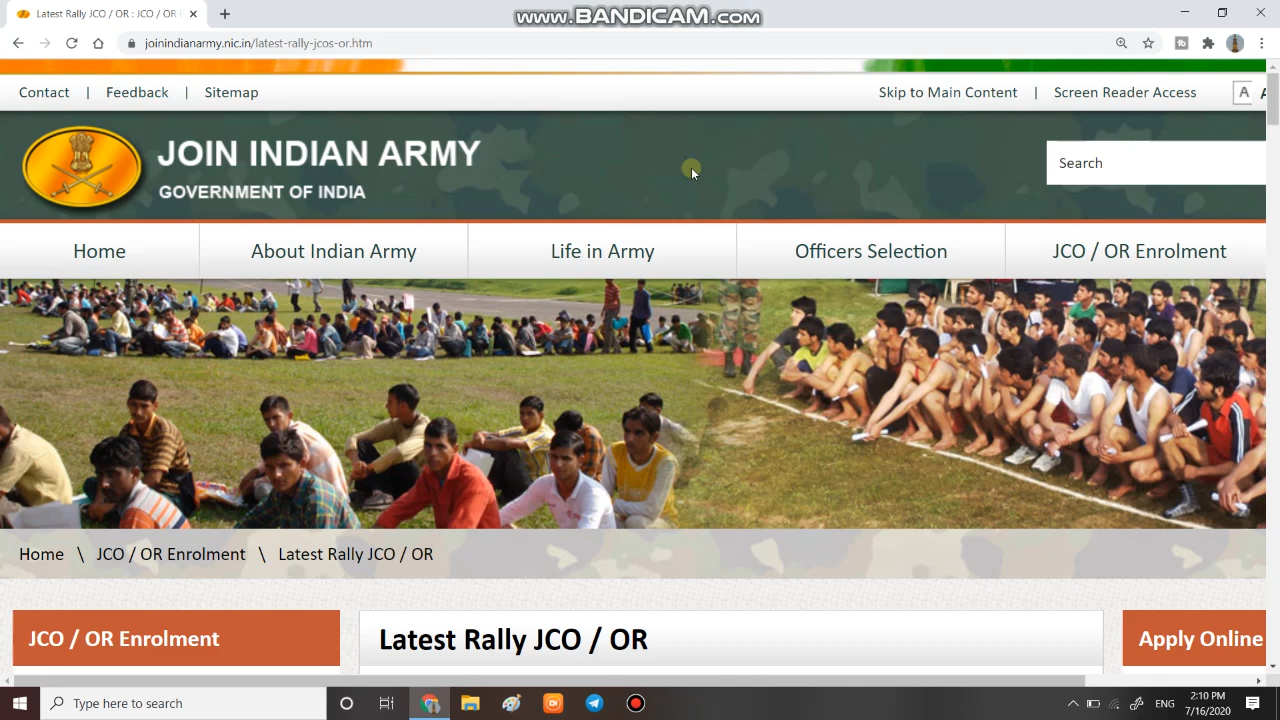 Latest Rally JCO / OR : JCO / OR
www.BANDICAM.com
joinindianarmy.nic.in/latest-rally-jcos-or.htm
Contact | Feedback | Sitemap
Skip to Main Content | Screen Reader Access
A
JOIN INDIAN ARMY
GOVERNMENT OF INDIA
Search
Home
About Indian Army
Life in Army
Officers Selection
JCO / OR Enrolment
Home \ JCO / OR Enrolment \ Latest Rally JCO / OR
JCO / OR Enrolment
Latest Rally JCO / OR
Apply Online
Type here to search
ENG
2:10 PM
7/16/2020